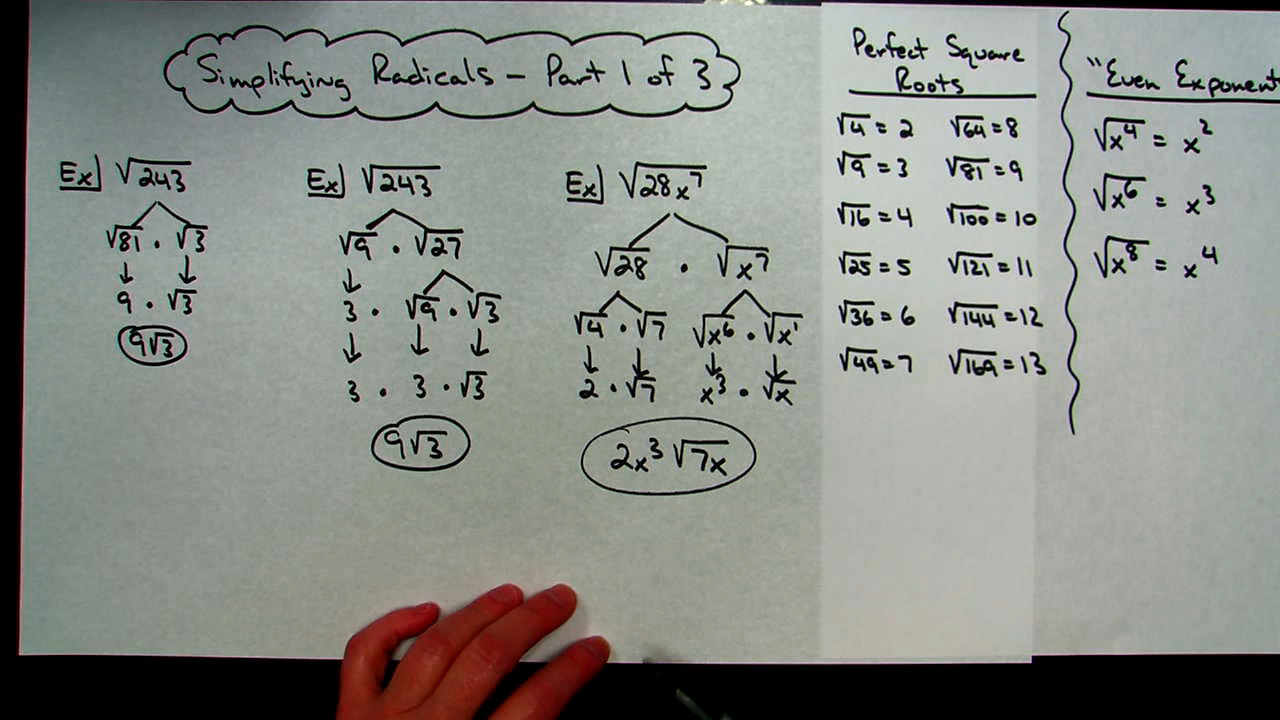 Simplifying Radicals - Part 1 of 3
Ex) √243
√81 · √3
↓ ↓
9 · √3
9√3
Ex) √243
√9 · √27
↓
3 · √9 · √3
↓ ↓ ↓
3 · 3 · √3
9√3
Ex) √28x⁷
√28 · √x⁷
√4 · √7 √x⁶ · √x¹
↓ ↓ ↓ ↓
2 · √7 x³ · √x
2x³√7x
Perfect Square
Roots
√4 = 2 √64 = 8
√9 = 3 √81 = 9
√16 = 4 √100 = 10
√25 = 5 √121 = 11
√36 = 6 √144 = 12
√49 = 7 √169 = 13
"Even Exponent
√x⁴ = x²
√x⁶ = x³
√x⁸ = x⁴